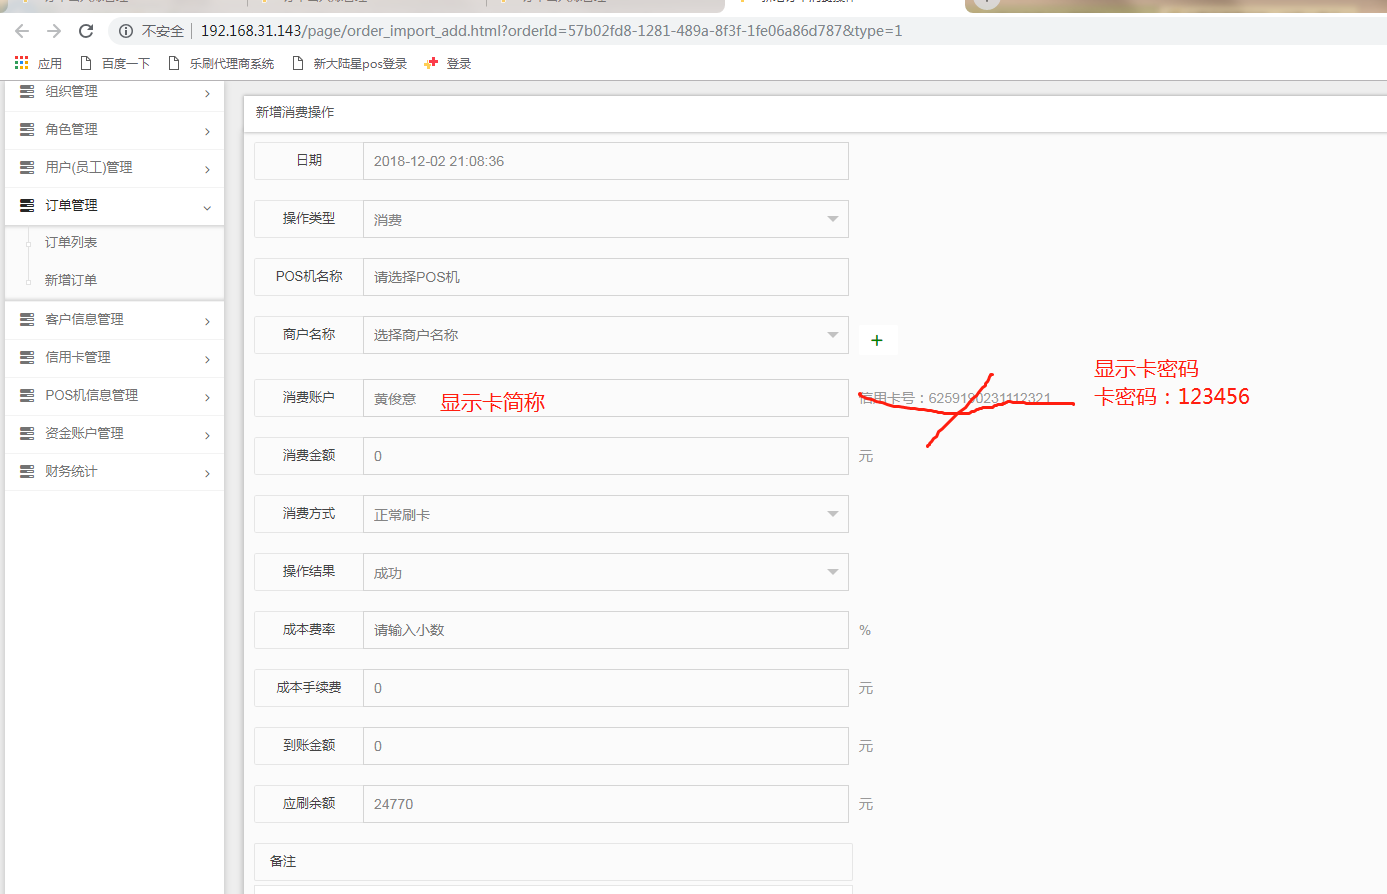 不安全 192.168.31.143/page/order_import_add.html?orderId=57b02fd8-1281-489a-8f3f-1fe06a86d787&type=1
应用 百度一下 乐刷代理商系统 新大陆星pos登录 登录
组织管理
角色管理
用户(员工)管理
订单管理
订单列表
新增订单
客户信息管理
信用卡管理
POS机信息管理
资金账户管理
财务统计
新增消费操作
日期 2018-12-02 21:08:36
操作类型 消费
POS机名称 请选择POS机
商户名称 选择商户名称 +
消费账户 黄俊意 显示卡简称 信用卡号：6259190231112321
显示卡密码
卡密码：123456
消费金额 0 元
消费方式 正常刷卡
操作结果 成功
成本费率 请输入小数 %
成本手续费 0 元
到账金额 0 元
应刷余额 24770 元
备注